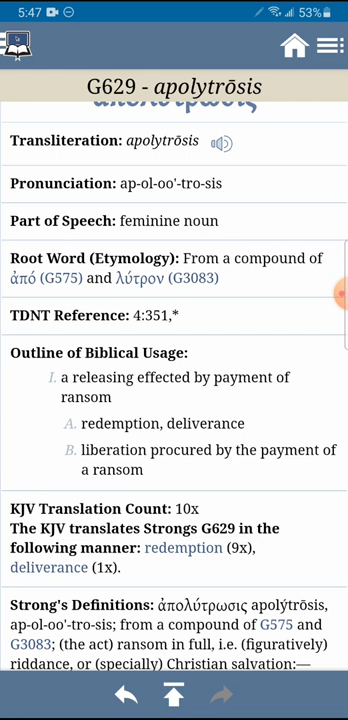 5:47 53%
G629 - apolytrōsis
ἀπολύτρωσις
Transliteration: apolytrōsis
Pronunciation: ap-ol-oo'-tro-sis
Part of Speech: feminine noun
Root Word (Etymology): From a compound of
ἀπό (G575) and λύτρον (G3083)
TDNT Reference: 4:351,*
Outline of Biblical Usage:
I. a releasing effected by payment of
ransom
A. redemption, deliverance
B. liberation procured by the payment of
a ransom
KJV Translation Count: 10x
The KJV translates Strongs G629 in the
following manner: redemption (9x),
deliverance (1x).
Strong's Definitions: ἀπολύτρωσις apolýtrōsis,
ap-ol-oo'-tro-sis; from a compound of G575 and
G3083; (the act) ransom in full, i.e. (figuratively)
riddance, or (specially) Christian salvation:—